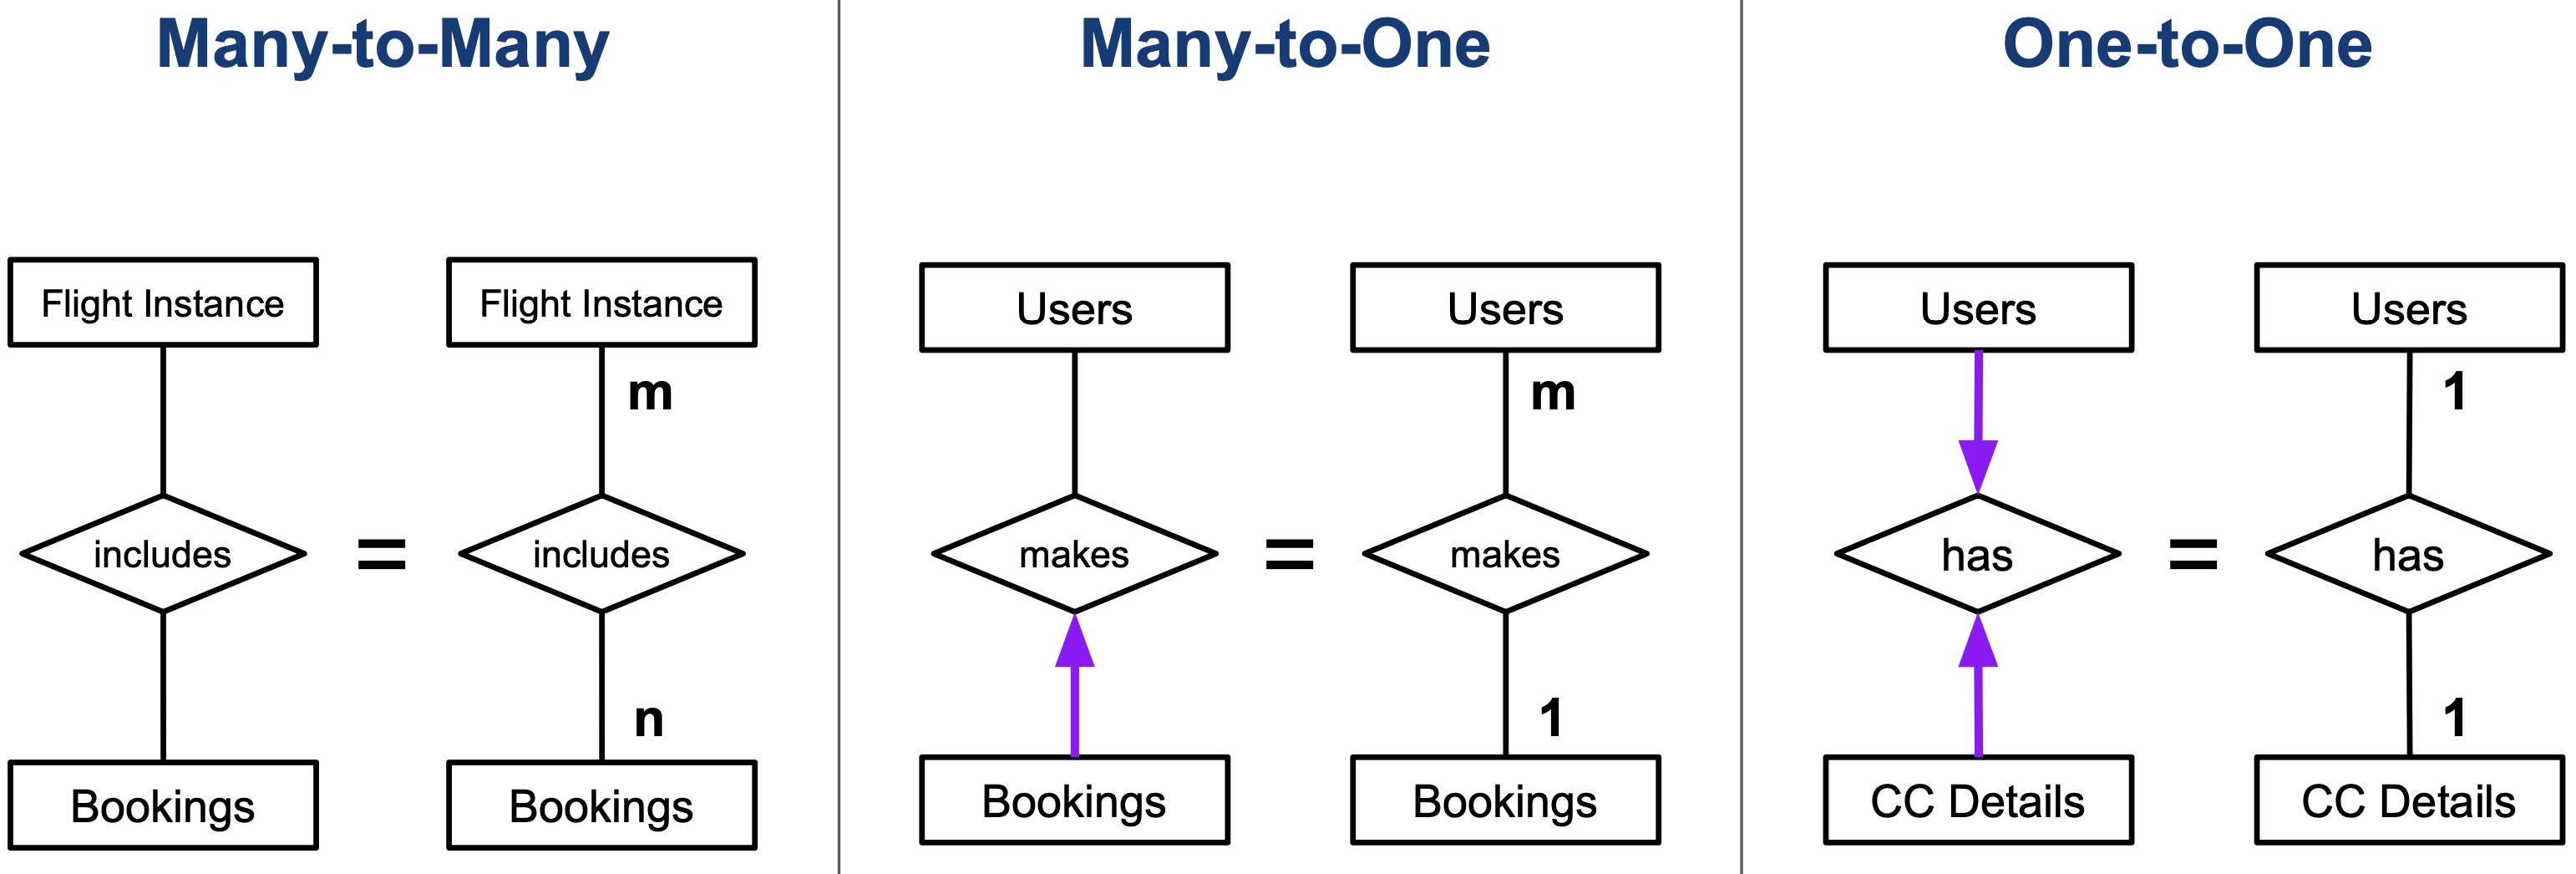 Many-to-Many
Flight Instance
includes
Bookings
=
Flight Instance
m
includes
n
Bookings
Many-to-One
Users
makes
Bookings
=
Users
m
makes
1
Bookings
One-to-One
Users
has
CC Details
=
Users
1
has
1
CC Details